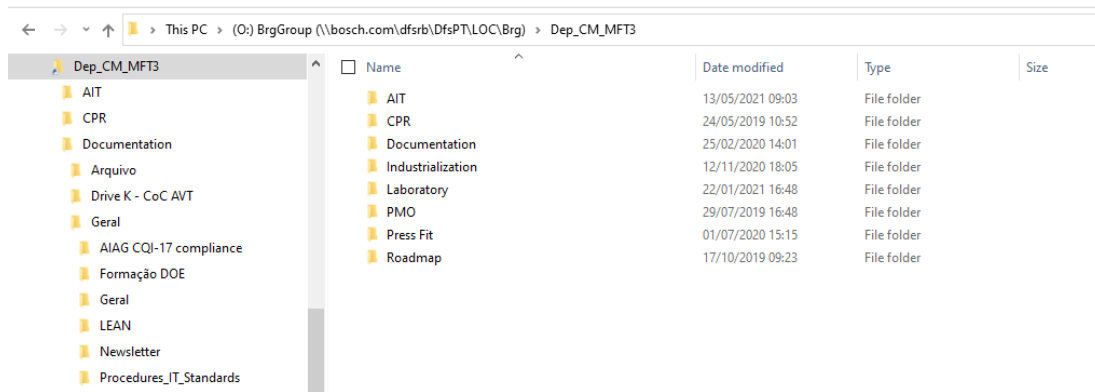 This PC > (O:) BrgGroup (\\bosch.com\dfsrb\DfsPT\LOC\Brg) > Dep_CM_MFT3
Dep_CM_MFT3
AIT
CPR
Documentation
Arquivo
Drive K - CoC AVT
Geral
AIAG CQI-17 compliance
Formação DOE
Geral
LEAN
Newsletter
Procedures_IT_Standards
Name Date modified Type Size
AIT 13/05/2021 09:03 File folder
CPR 24/05/2019 10:52 File folder
Documentation 25/02/2020 14:01 File folder
Industrialization 12/11/2020 18:05 File folder
Laboratory 22/01/2021 16:48 File folder
PMO 29/07/2019 16:48 File folder
Press Fit 01/07/2020 15:15 File folder
Roadmap 17/10/2019 09:23 File folder